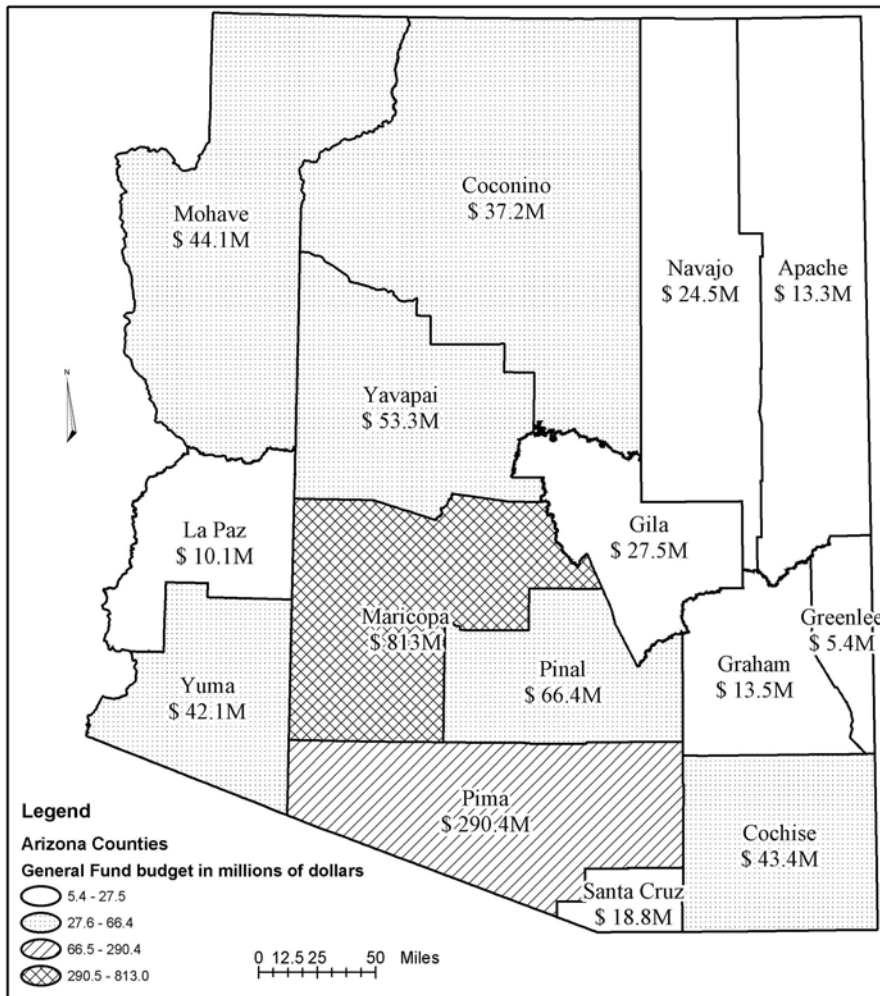 Coconino
$ 37.2M
Mohave
$ 44.1M
Navajo
$ 24.5M
Apache
$ 13.3M
N
Yavapai
$ 53.3M
La Paz
$ 10.1M
Gila
$ 27.5M
Maricopa
$ 813M
Greenlee
$ 5.4M
Pinal
$ 66.4M
Graham
$ 13.5M
Yuma
$ 42.1M
Pima
$ 290.4M
Cochise
$ 43.4M
Santa Cruz
$ 18.8M
Legend
Arizona Counties
General Fund budget in millions of dollars
5.4 - 27.5
27.6 - 66.4
66.5 - 290.4
290.5 - 813.0
0 12.5 25 50 Miles